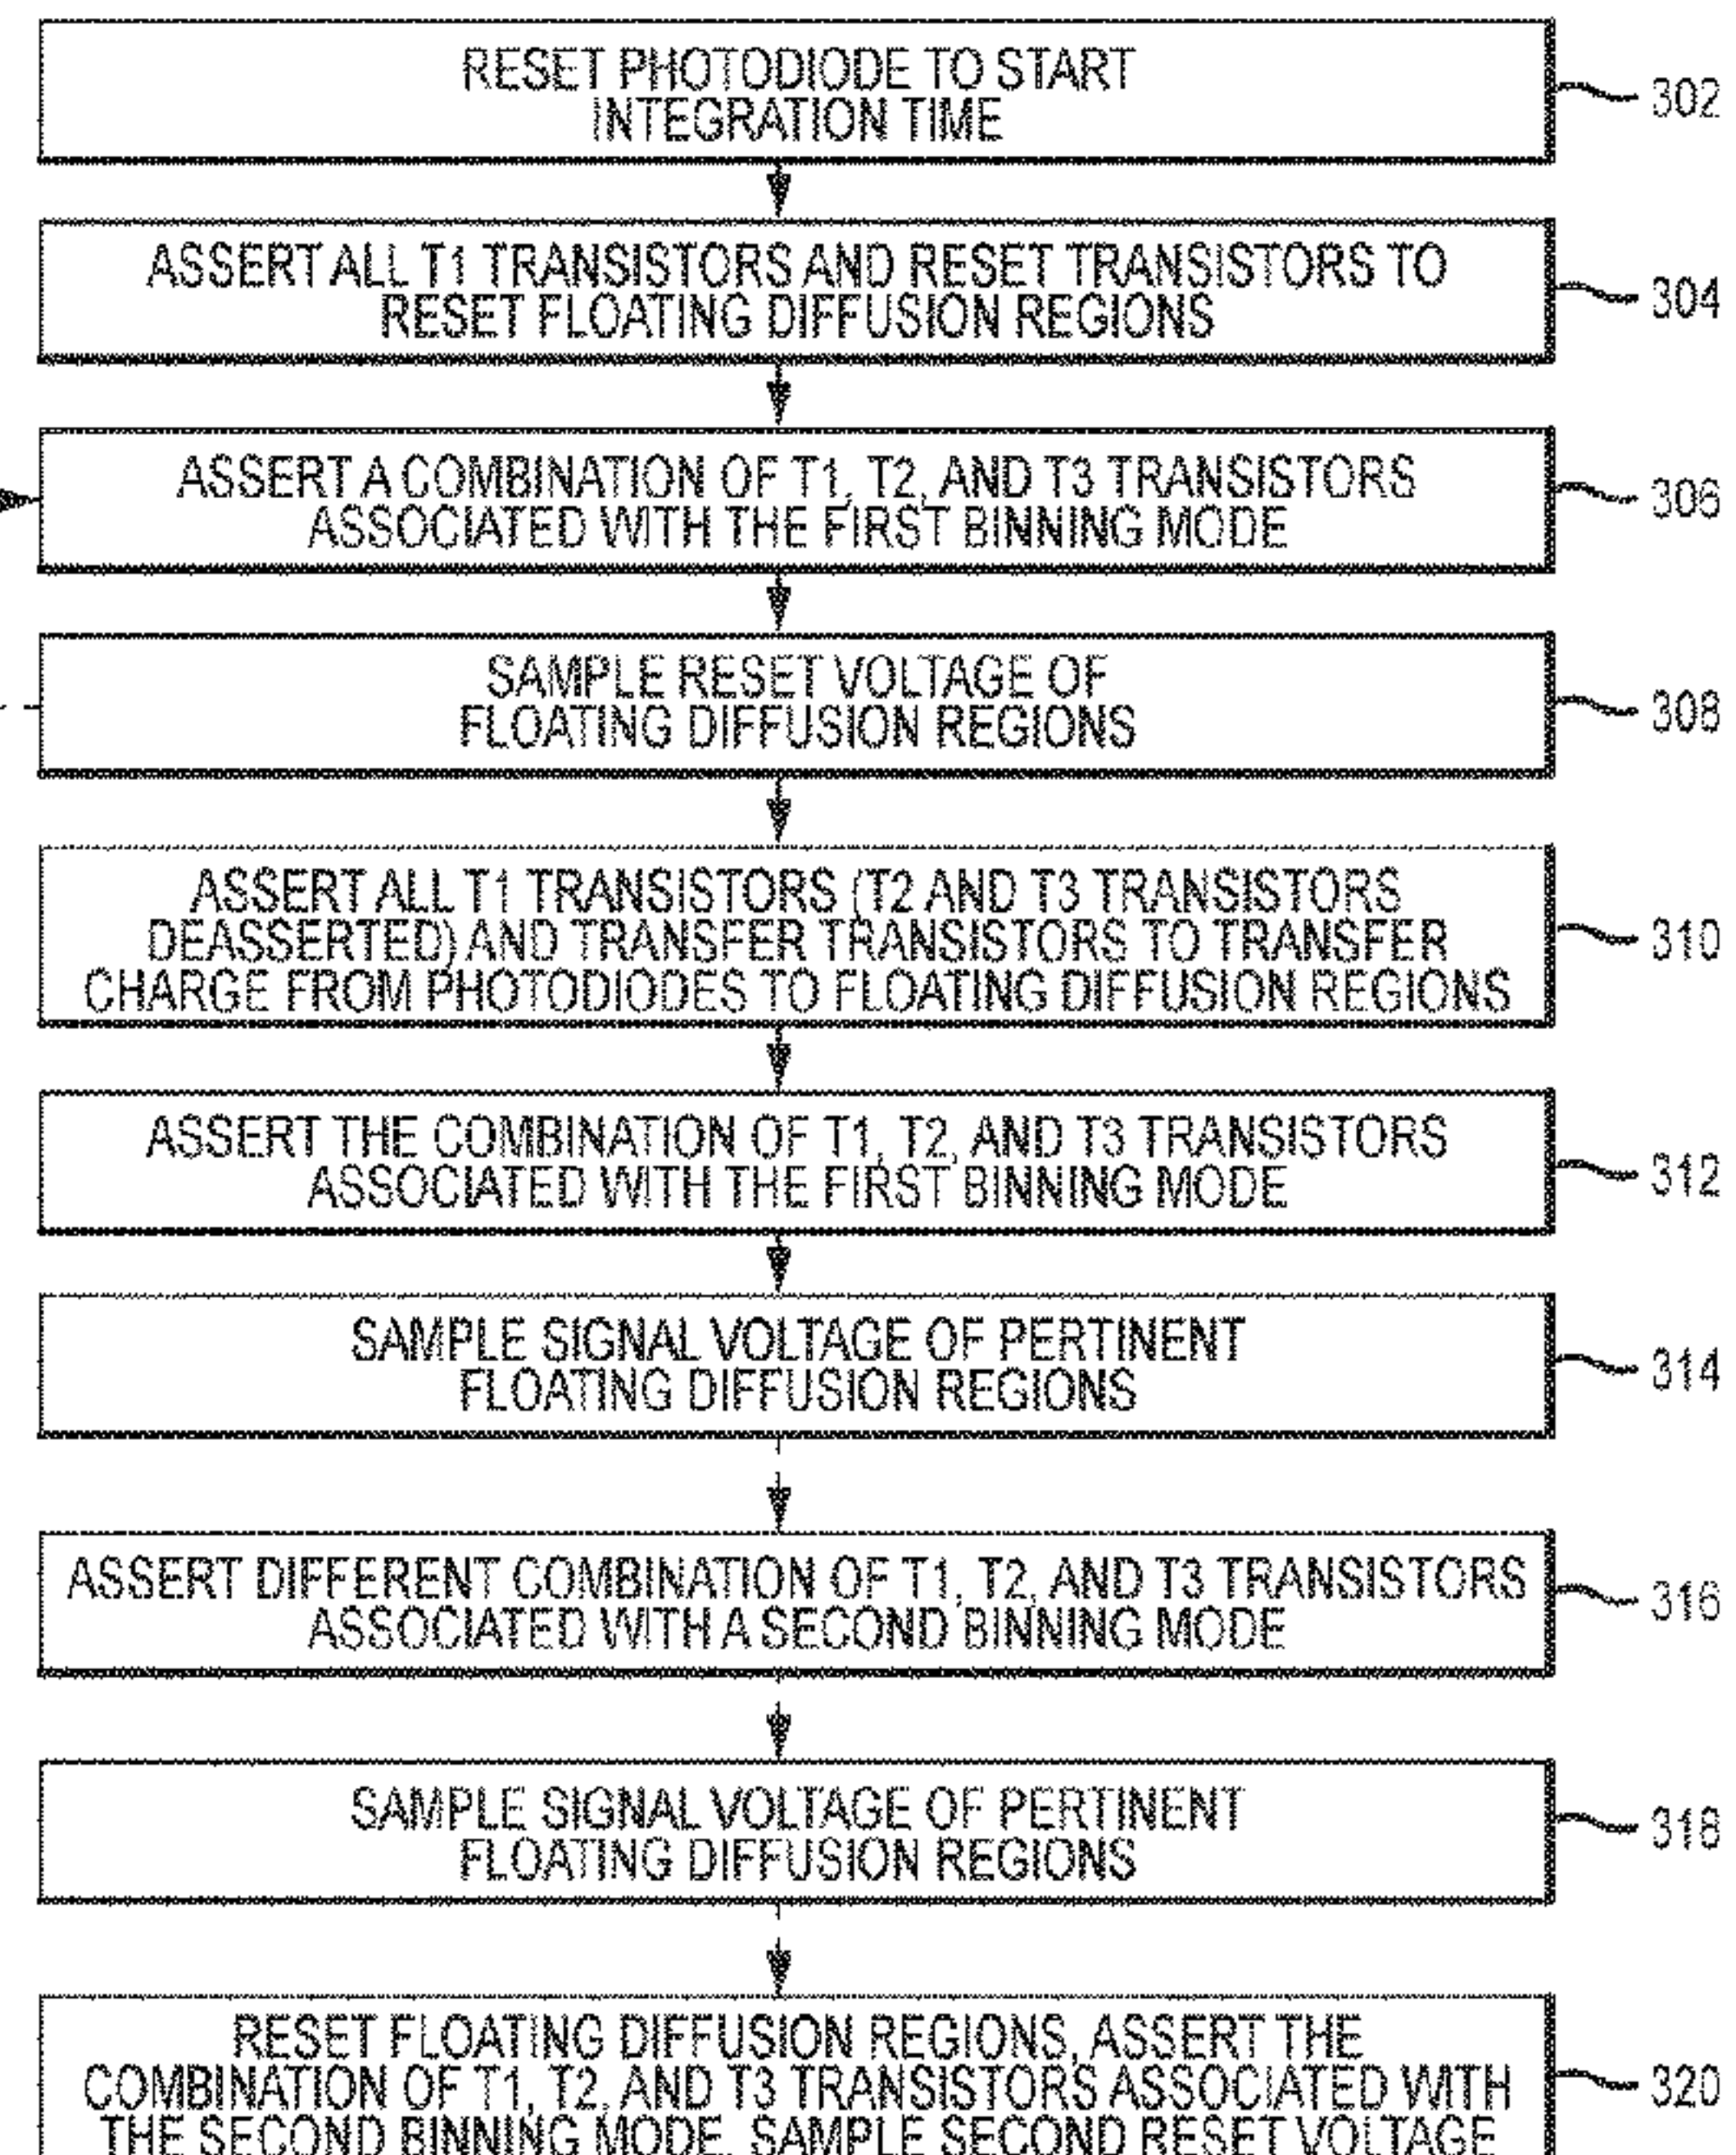 RESET PHOTODIODE TO START
INTEGRATION TIME
302
ASSERT ALL T1 TRANSISTORS AND RESET TRANSISTORS TO
RESET FLOATING DIFFUSION REGIONS
304
ASSERT A COMBINATION OF T1, T2, AND T3 TRANSISTORS
ASSOCIATED WITH THE FIRST BINNING MODE
306
SAMPLE RESET VOLTAGE OF
FLOATING DIFFUSION REGIONS
308
ASSERT ALL T1 TRANSISTORS (T2 AND T3 TRANSISTORS
DEASSERTED) AND TRANSFER TRANSISTORS TO TRANSFER
CHARGE FROM PHOTODIODES TO FLOATING DIFFUSION REGIONS
310
ASSERT THE COMBINATION OF T1, T2, AND T3 TRANSISTORS
ASSOCIATED WITH THE FIRST BINNING MODE
312
SAMPLE SIGNAL VOLTAGE OF PERTINENT
FLOATING DIFFUSION REGIONS
314
ASSERT DIFFERENT COMBINATION OF T1, T2, AND T3 TRANSISTORS
ASSOCIATED WITH A SECOND BINNING MODE
316
SAMPLE SIGNAL VOLTAGE OF PERTINENT
FLOATING DIFFUSION REGIONS
318
RESET FLOATING DIFFUSION REGIONS, ASSERT THE
COMBINATION OF T1, T2, AND T3 TRANSISTORS ASSOCIATED WITH
THE SECOND BINNING MODE, SAMPLE SECOND RESET VOLTAGE
320